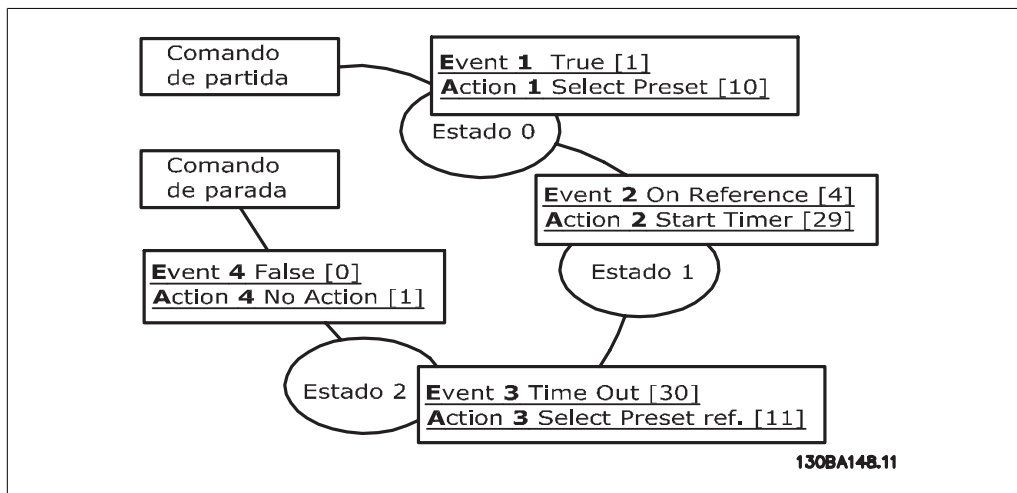 Comando
de partida
Event 1 True [1]
Action 1 Select Preset [10]
Estado 0
Comando
de parada
Event 2 On Reference [4]
Action 2 Start Timer [29]
Estado 1
Event 4 False [0]
Action 4 No Action [1]
Estado 2
Event 3 Time Out [30]
Action 3 Select Preset ref. [11]
130BA148.11